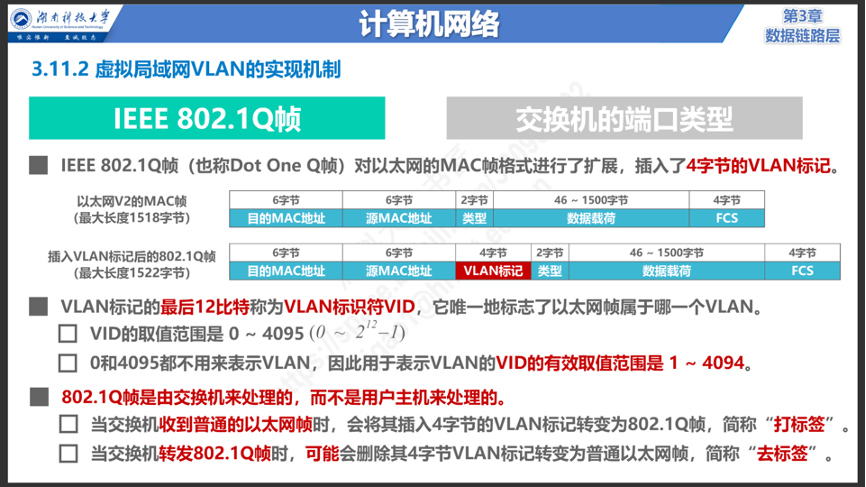 湖南科技大学
Hunan University of Science and Technology
唯实惟新 至诚致志
计算机网络
第3章
数据链路层
3.11.2 虚拟局域网VLAN的实现机制
IEEE 802.1Q帧
交换机的端口类型
IEEE 802.1Q帧（也称Dot One Q帧）对以太网的MAC帧格式进行了扩展，插入了4字节的VLAN标记。
以太网V2的MAC帧
（最大长度1518字节）
6字节 6字节 2字节 46 ~ 1500字节 4字节
目的MAC地址 源MAC地址 类型 数据载荷 FCS
插入VLAN标记后的802.1Q帧
（最大长度1522字节）
6字节 6字节 4字节 2字节 46 ~ 1500字节 4字节
目的MAC地址 源MAC地址 VLAN标记 类型 数据载荷 FCS
VLAN标记的最后12比特称为VLAN标识符VID，它唯一地标志了以太网帧属于哪一个VLAN。
VID的取值范围是 0 ~ 4095 (0 ~ 2¹²−1)
0和4095都不用来表示VLAN，因此用于表示VLAN的VID的有效取值范围是 1 ~ 4094。
802.1Q帧是由交换机来处理的，而不是用户主机来处理的。
当交换机收到普通的以太网帧时，会将其插入4字节的VLAN标记转变为802.1Q帧，简称“打标签”。
当交换机转发802.1Q帧时，可能会删除其4字节VLAN标记转变为普通以太网帧，简称“去标签”。